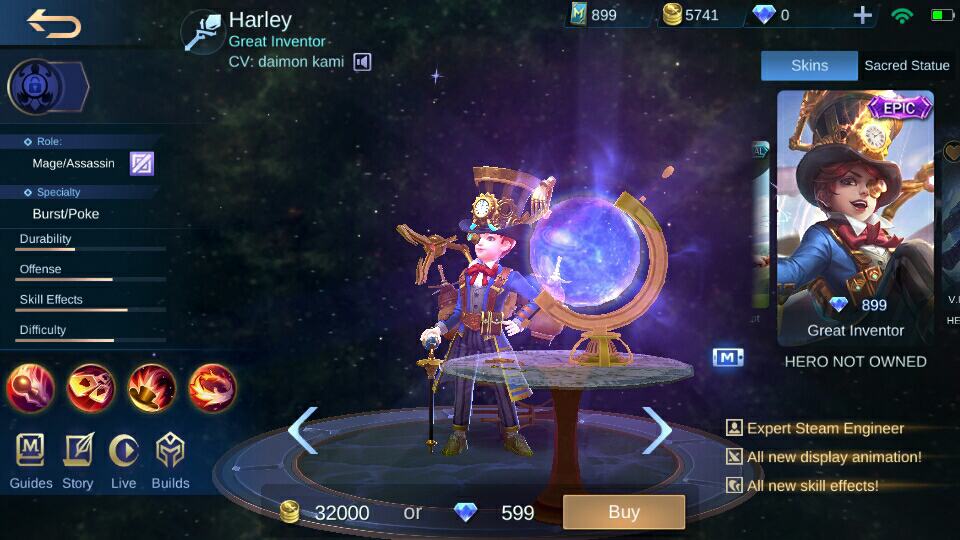 Harley
Great Inventor
CV: daimon kami
899
5741
0
Skins
Sacred Statue
Role:
Mage/Assassin
Specialty
Burst/Poke
Durability
Offense
Skill Effects
Difficulty
Guides
Story
Live
Builds
EPIC
899
Great Inventor
HERO NOT OWNED
M
Expert Steam Engineer
All new display animation!
All new skill effects!
32000 or 599
Buy